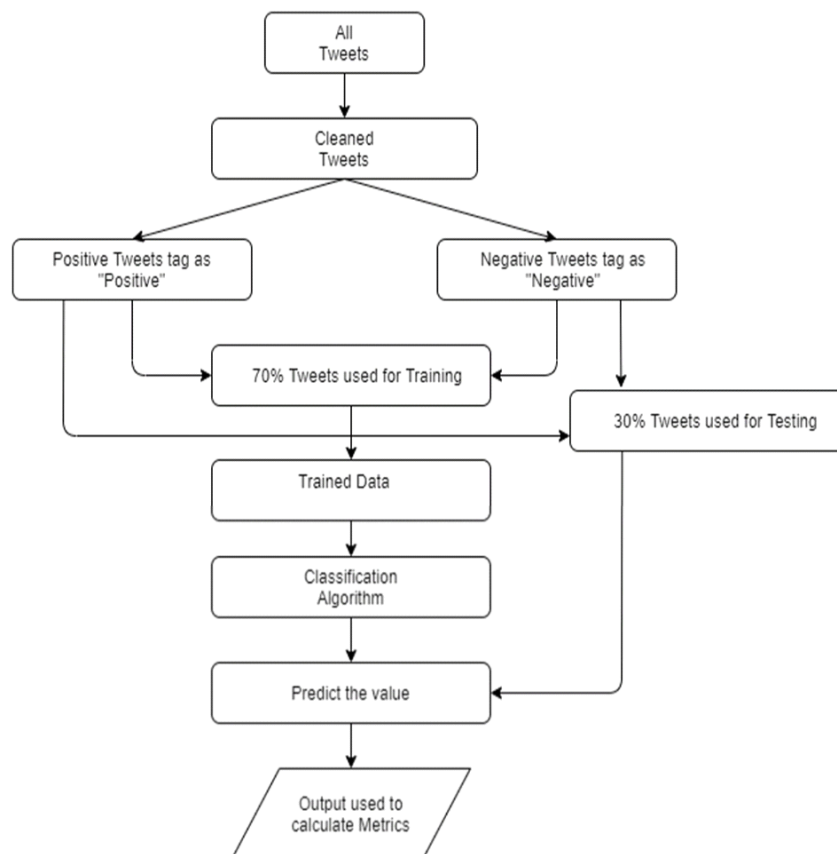 All
Tweets
Cleaned
Tweets
Positive Tweets tag as
"Positive"
Negative Tweets tag as
"Negative"
70% Tweets used for Training
30% Tweets used for Testing
Trained Data
Classification
Algorithm
Predict the value
Output used to
calculate Metrics